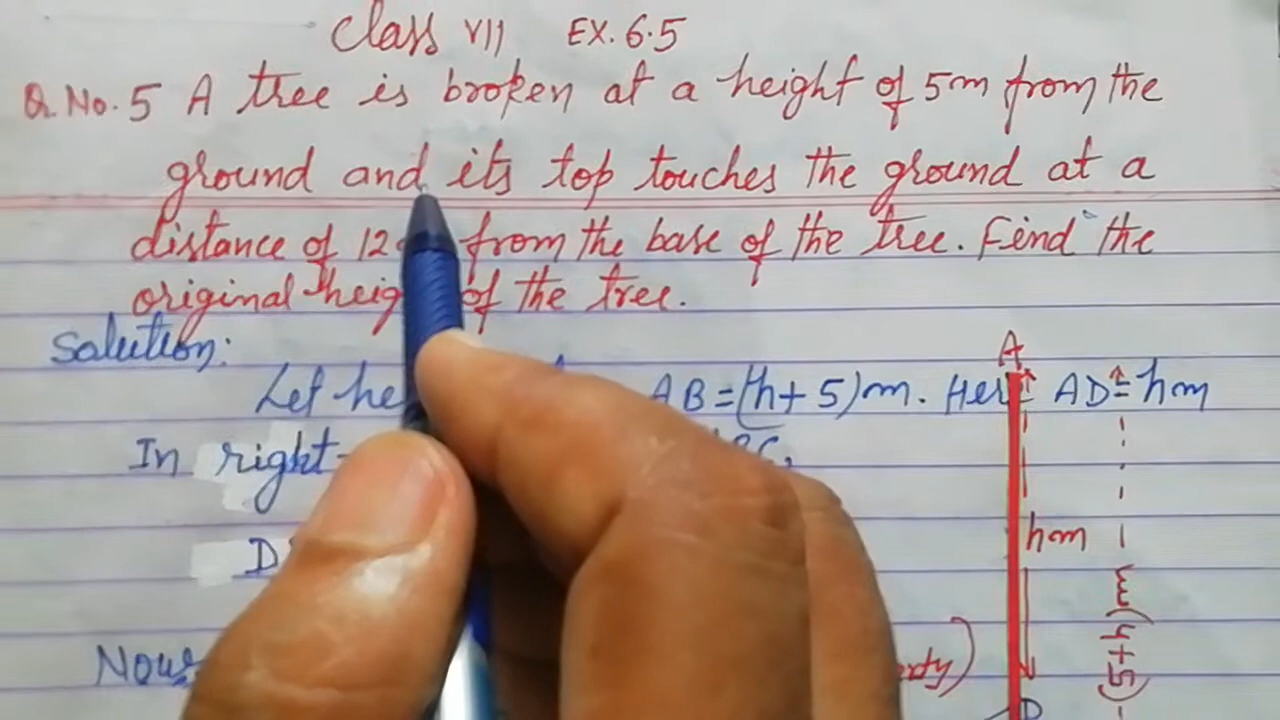 Class VII EX. 6.5
Q. No. 5 A tree is broken at a height of 5m from the
ground and its top touches the ground at a
distance of 12 from the base of the tree. Find the
original of the tree.
Solution:
A
Let AB = (h + 5)m. Here AD = hm
In right-
hm
(h+5) m
Now
D